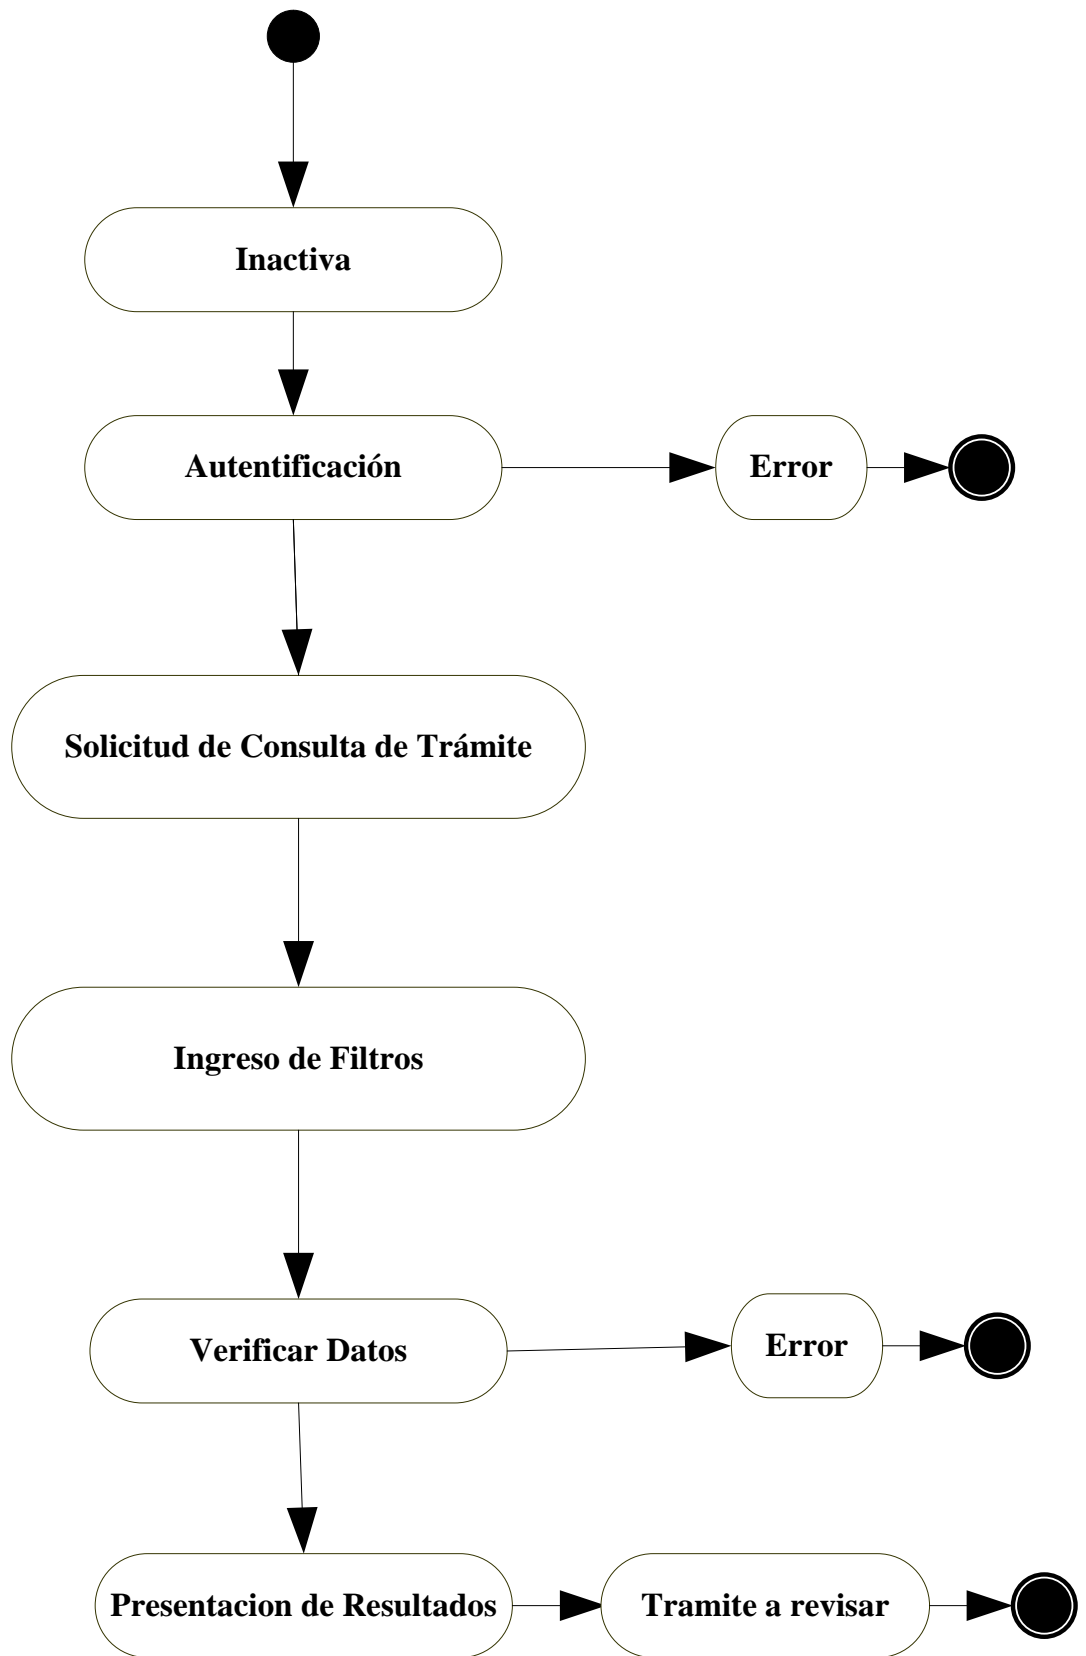 Inactiva
Autentificación
Error
Solicitud de Consulta de Trámite
Ingreso de Filtros
Verificar Datos
Error
Presentacion de Resultados
Tramite a revisar